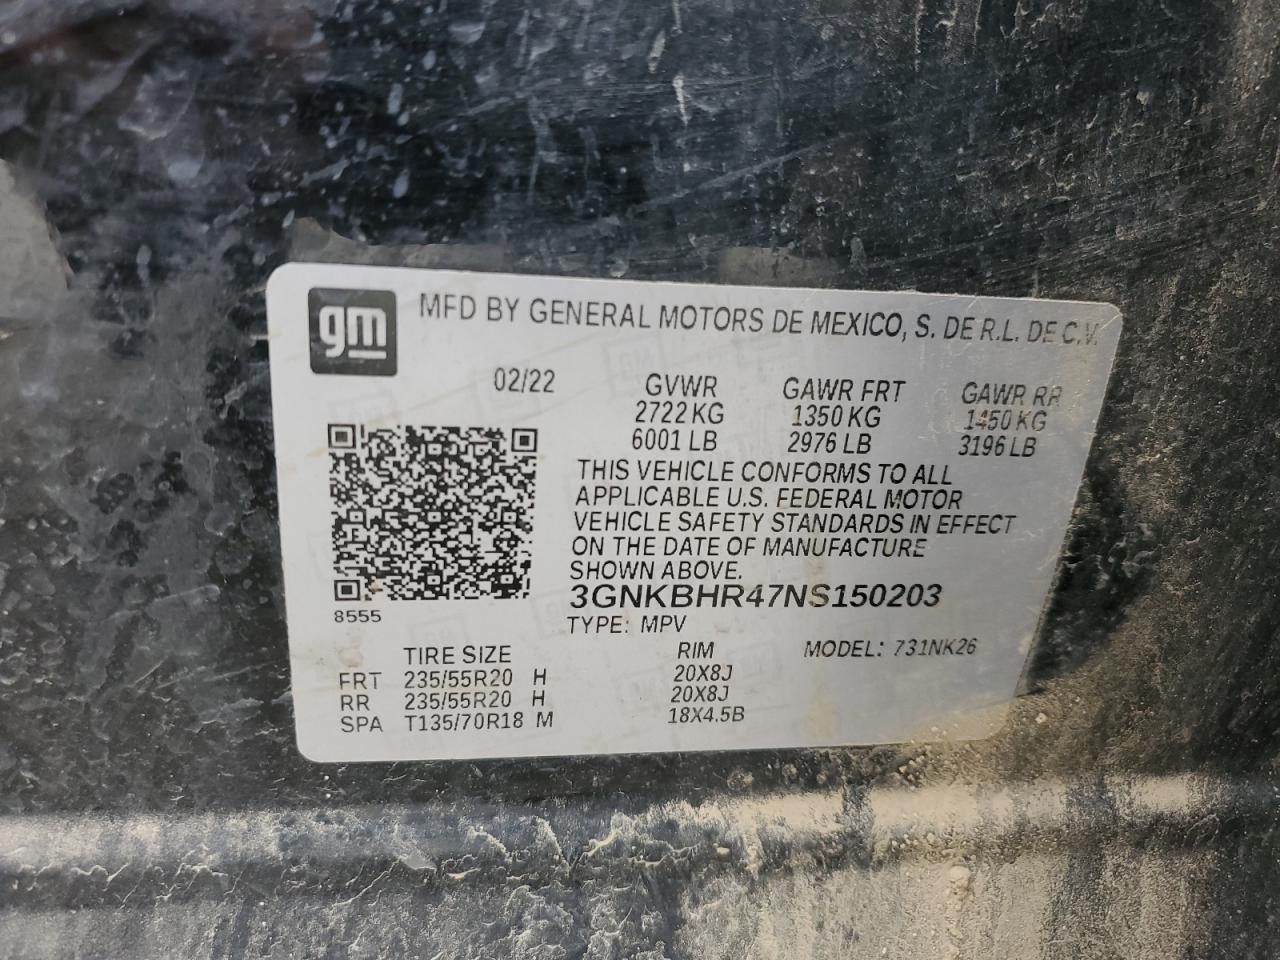 gm MFD BY GENERAL MOTORS DE MEXICO, S. DE R.L. DE C.V.
02/22 GVWR GAWR FRT GAWR RR
2722 KG 1350 KG 1450 KG
6001 LB 2976 LB 3196 LB
THIS VEHICLE CONFORMS TO ALL
APPLICABLE U.S. FEDERAL MOTOR
VEHICLE SAFETY STANDARDS IN EFFECT
ON THE DATE OF MANUFACTURE
SHOWN ABOVE.
3GNKBHR47NS150203
8555
TYPE: MPV
TIRE SIZE RIM MODEL: 731NK26
FRT 235/55R20 H 20X8J
RR 235/55R20 H 20X8J
SPA T135/70R18 M 18X4.5B